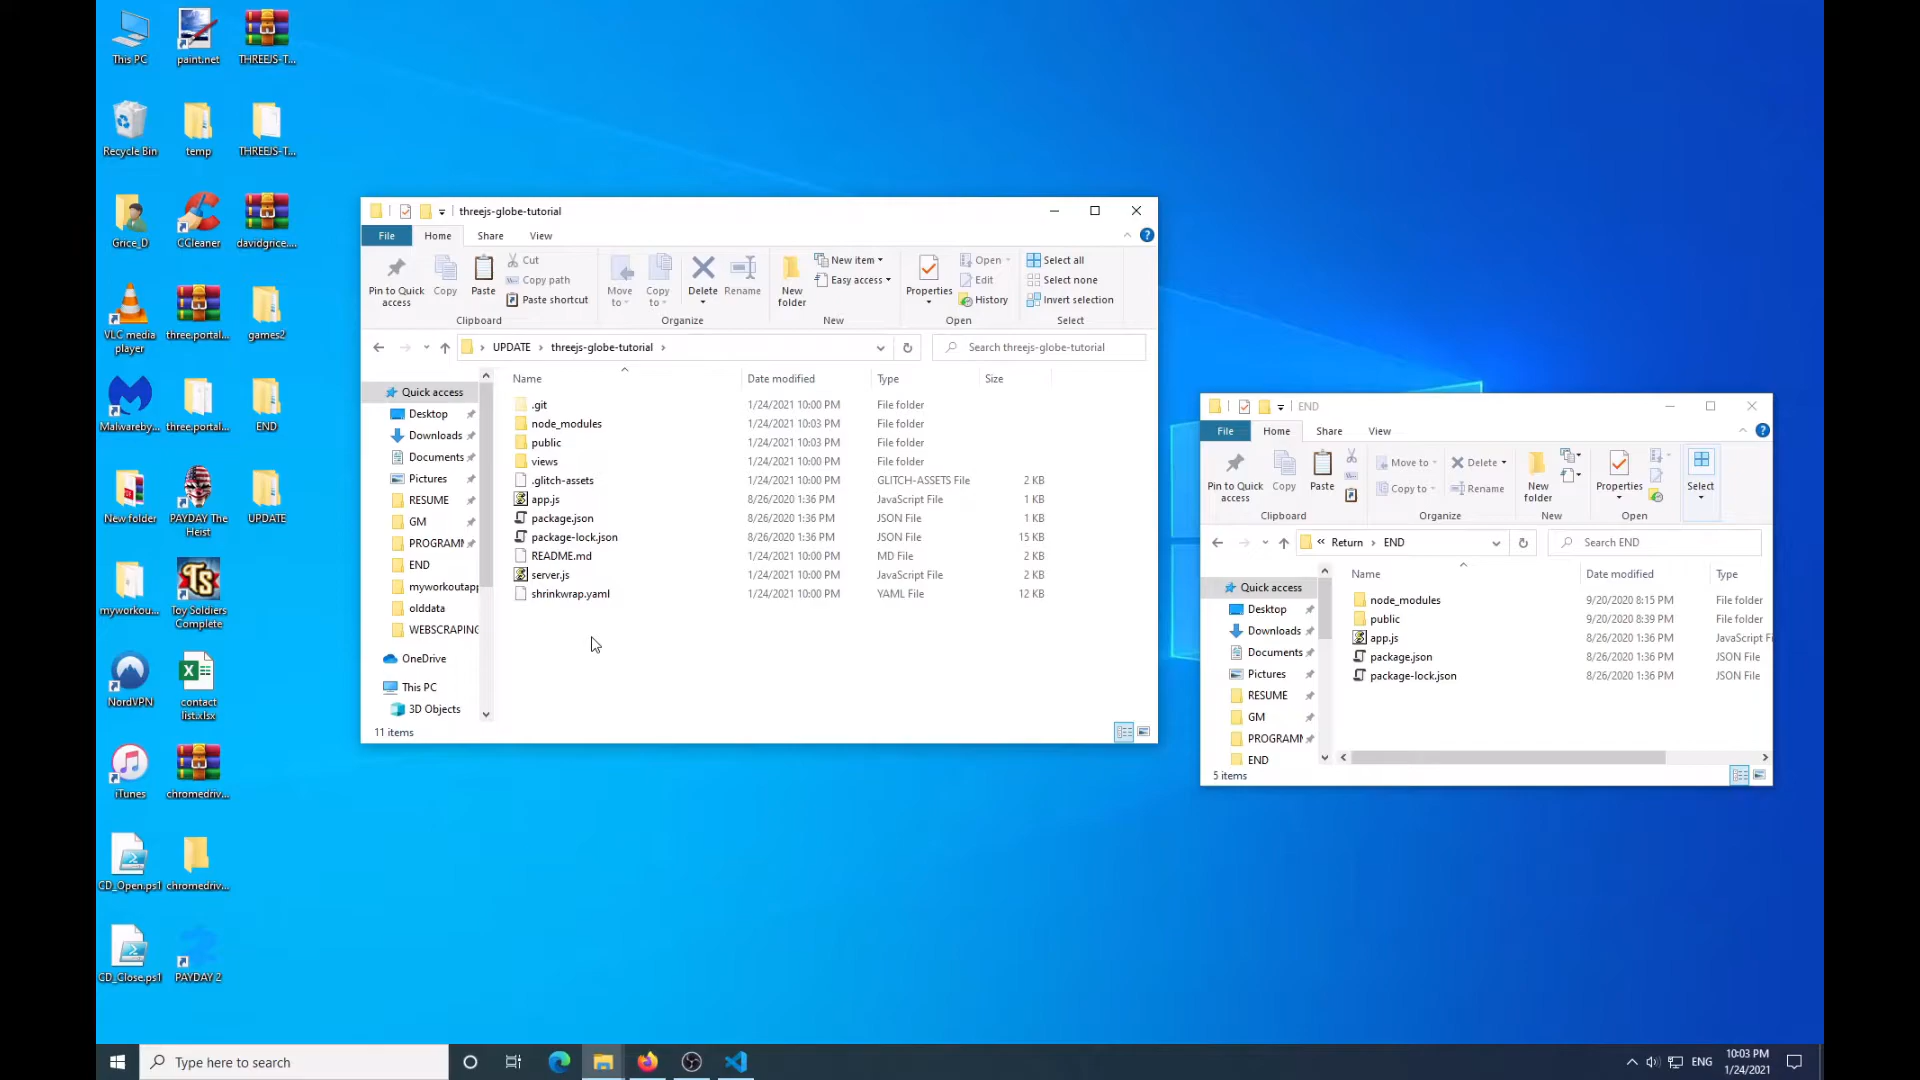 This PC
paint.net
THREEJS-T...
Recycle Bin
temp
THREEJS-T...
Grice_D
CCleaner
davidgrice....
VLC media
player
three.portal...
games2
Malwareby...
three.portal...
END
New folder
PAYDAY The
Heist
UPDATE
myworkou...
Toy Soldiers
Complete
NordVPN
contact
list.xlsx
iTunes
chromedriv...
CD_Open.ps1
chromedriv...
CD_Close.ps1
PAYDAY 2
threejs-globe-tutorial
File
Home
Share
View
Pin to Quick
access
Copy
Paste
Cut
Copy path
Paste shortcut
Clipboard
Move
to
Copy
to
Delete
Rename
Organize
New
folder
New item
Easy access
New
Properties
Open
Edit
History
Open
Select all
Select none
Invert selection
Select
UPDATE
threejs-globe-tutorial
Search threejs-globe-tutorial
Quick access
Desktop
Downloads
Documents
Pictures
RESUME
GM
PROGRAM
END
myworkoutapp
olddata
WEBSCRAPING
OneDrive
This PC
3D Objects
Name Date modified Type Size
.git 1/24/2021 10:00 PM File folder
node_modules 1/24/2021 10:03 PM File folder
public 1/24/2021 10:03 PM File folder
views 1/24/2021 10:00 PM File folder
.glitch-assets 1/24/2021 10:00 PM GLITCH-ASSETS File 2 KB
app.js 8/26/2020 1:36 PM JavaScript File 1 KB
package.json 8/26/2020 1:36 PM JSON File 1 KB
package-lock.json 8/26/2020 1:36 PM JSON File 15 KB
README.md 1/24/2021 10:00 PM MD File 2 KB
server.js 1/24/2021 10:00 PM JavaScript File 2 KB
shrinkwrap.yaml 1/24/2021 10:00 PM YAML File 12 KB
11 items
END
File
Home
Share
View
Pin to Quick
access
Copy
Paste
Clipboard
Move to
Copy to
Delete
Rename
Organize
New
folder
New
Properties
Open
Select
Return
END
Search END
Quick access
Desktop
Downloads
Documents
Pictures
RESUME
GM
PROGRAM
END
Name Date modified Type
node_modules 9/20/2020 8:15 PM File folder
public 9/20/2020 8:39 PM File folder
app.js 8/26/2020 1:36 PM JavaScript Fi
package.json 8/26/2020 1:36 PM JSON File
package-lock.json 8/26/2020 1:36 PM JSON File
5 items
Type here to search
ENG
10:03 PM
1/24/2021